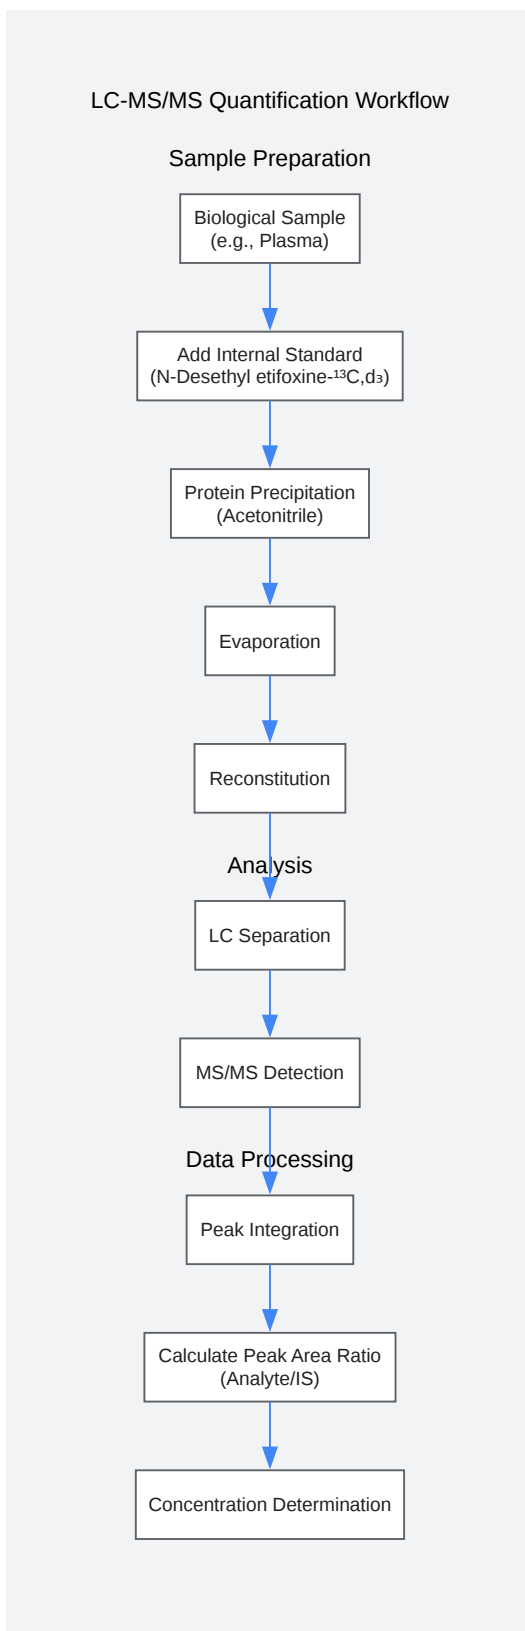 LC-MS/MS Quantification Workflow
Sample Preparation
Biological Sample
(e.g., Plasma)
Add Internal Standard
(N-Desethyl etifoxine-¹³C,d₃)
Protein Precipitation
(Acetonitrile)
Evaporation
Reconstitution
Analysis
LC Separation
MS/MS Detection
Data Processing
Peak Integration
Calculate Peak Area Ratio
(Analyte/IS)
Concentration Determination